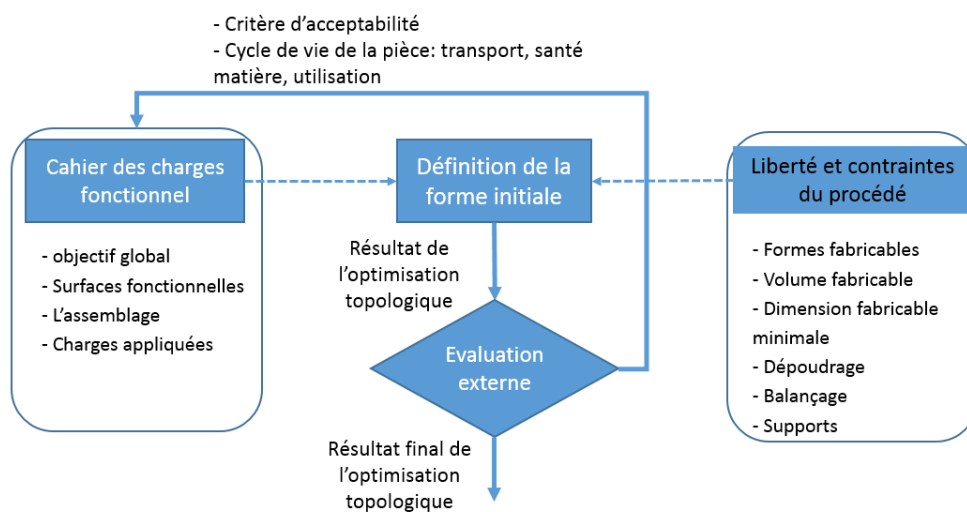 - Critère d’acceptabilité
- Cycle de vie de la pièce: transport, santé
matière, utilisation
Cahier des charges
fonctionnel
- objectif global
- Surfaces fonctionnelles
- L’assemblage
- Charges appliquées
Définition de la
forme initiale
Résultat de
l’optimisation
topologique
Evaluation
externe
Résultat final de
l’optimisation
topologique
Liberté et contraintes
du procédé
- Formes fabricables
- Volume fabricable
- Dimension fabricable
minimale
- Dépoudrage
- Balançage
- Supports